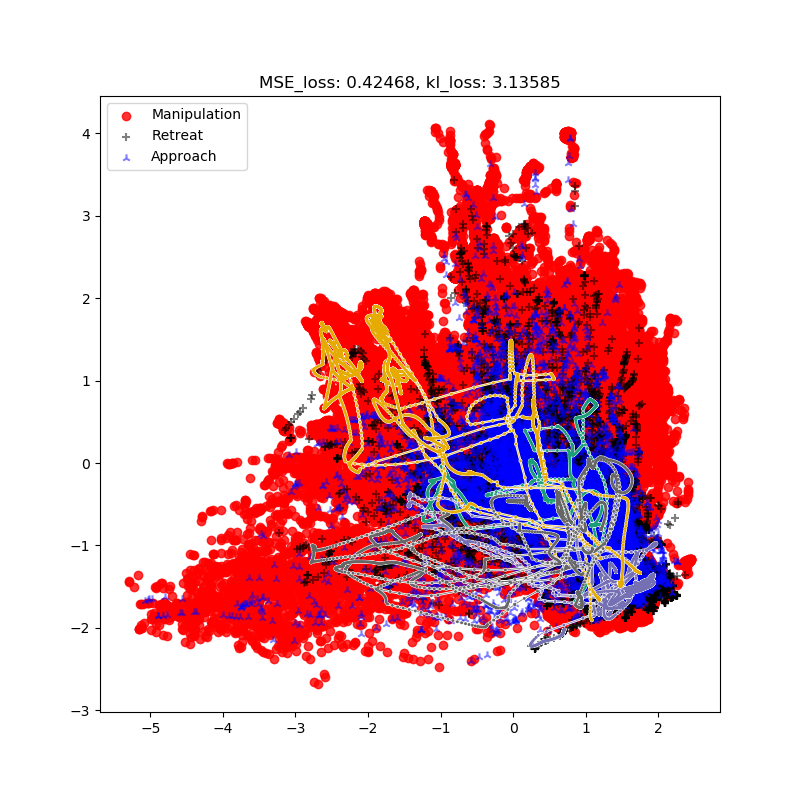 MSE_loss: 0.42468, kl_loss: 3.13585
Manipulation
Retreat
Approach
4
3
2
1
0
−1
−2
−3
−5 −4 −3 −2 −1 0 1 2